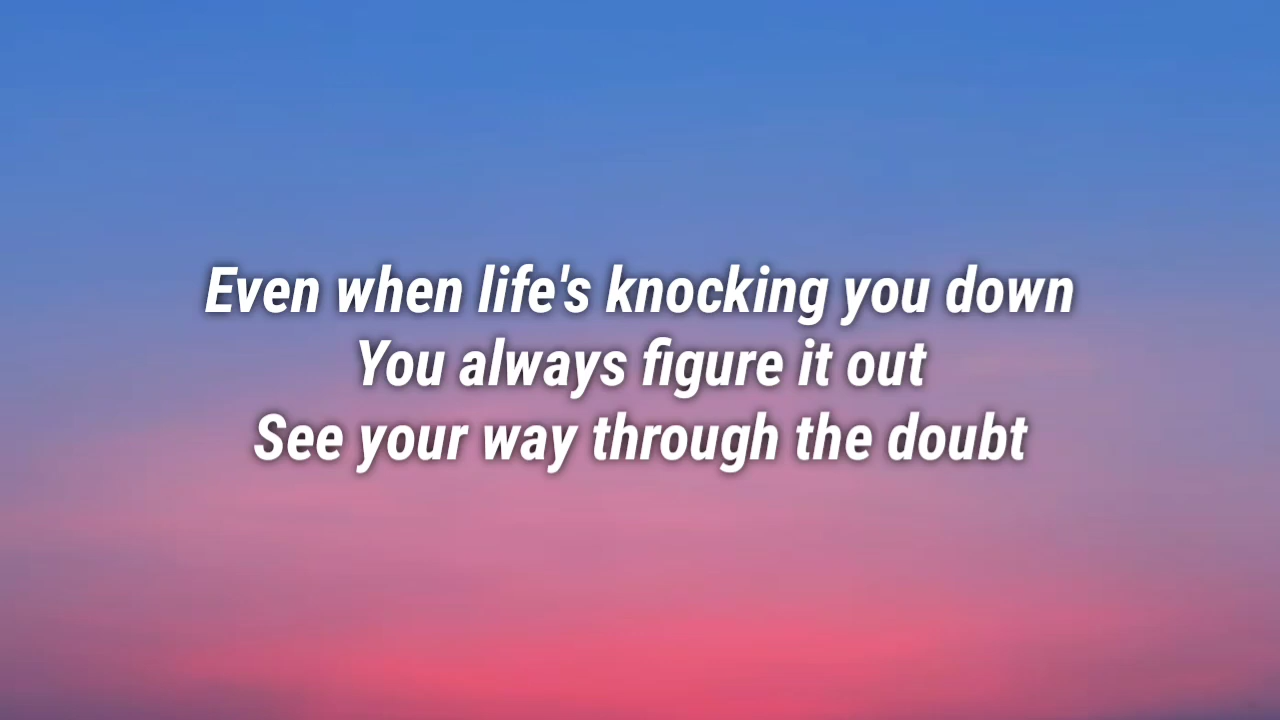 Even when life's knocking you down
You always figure it out
See your way through the doubt